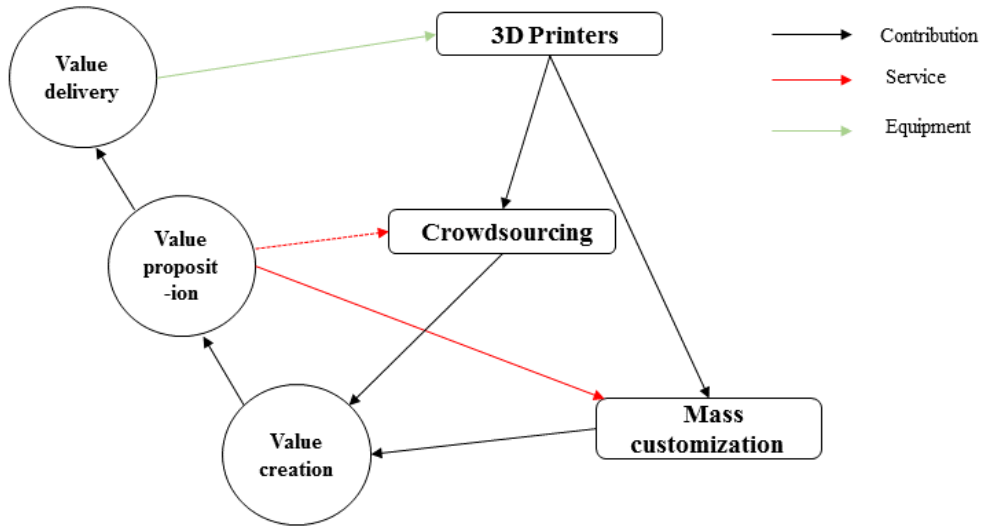 3D Printers
Contribution
Value
delivery
Service
Equipment
Crowdsourcing
Value
proposit
-ion
Mass
customization
Value
creation